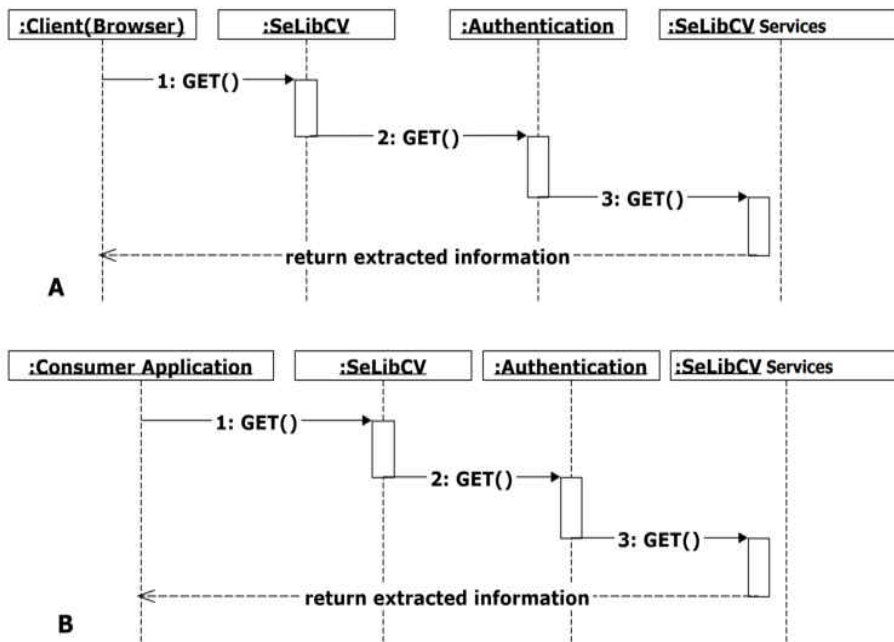 :Client(Browser)
:SeLibCV
:Authentication
:SeLibCV Services
1: GET()
2: GET()
3: GET()
return extracted information
A
:Consumer Application
:SeLibCV
:Authentication
:SeLibCV Services
1: GET()
2: GET()
3: GET()
return extracted information
B